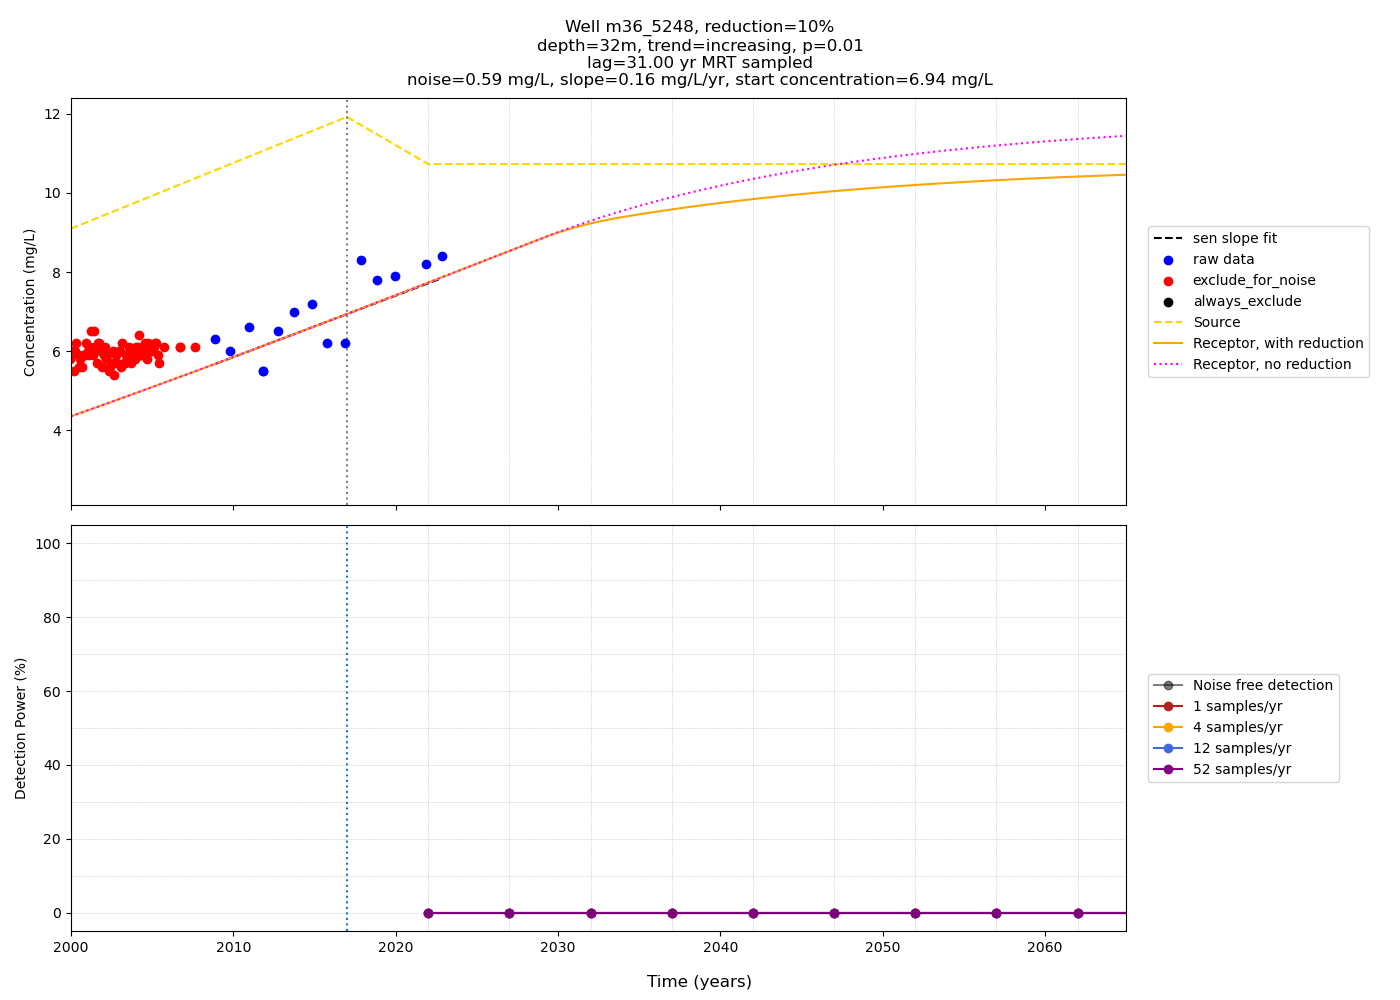 Well m36_5248, reduction=10%
depth=32m, trend=increasing, p=0.01
lag=31.00 yr MRT sampled
noise=0.59 mg/L, slope=0.16 mg/L/yr, start concentration=6.94 mg/L
Concentration (mg/L)
12
10
8
6
4
sen slope fit
raw data
exclude_for_noise
always_exclude
Source
Receptor, with reduction
Receptor, no reduction
Detection Power (%)
100
80
60
40
20
0
Noise free detection
1 samples/yr
4 samples/yr
12 samples/yr
52 samples/yr
2000 2010 2020 2030 2040 2050 2060
Time (years)